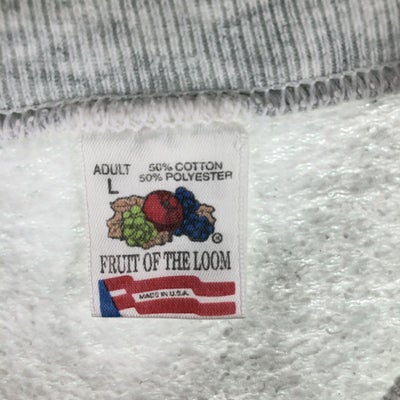 ADULT
L
50% COTTON
50% POLYESTER
®
FRUIT OF THE LOOM
MADE IN U.S.A.